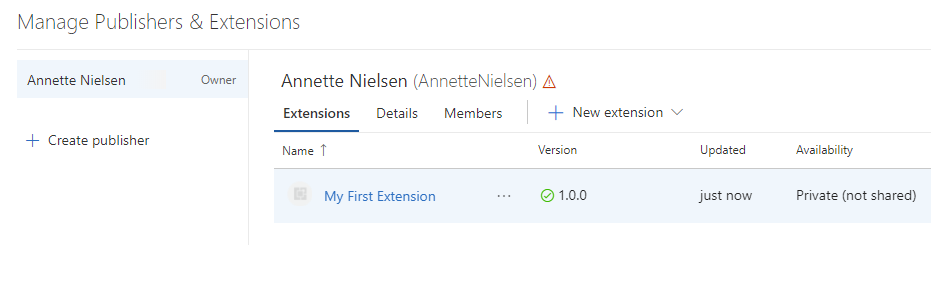 Manage Publishers & Extensions
Annette Nielsen Owner
Annette Nielsen (AnnetteNielsen)
Extensions Details Members New extension
Create publisher
Name ↑ Version Updated Availability
My First Extension ... 1.0.0 just now Private (not shared)